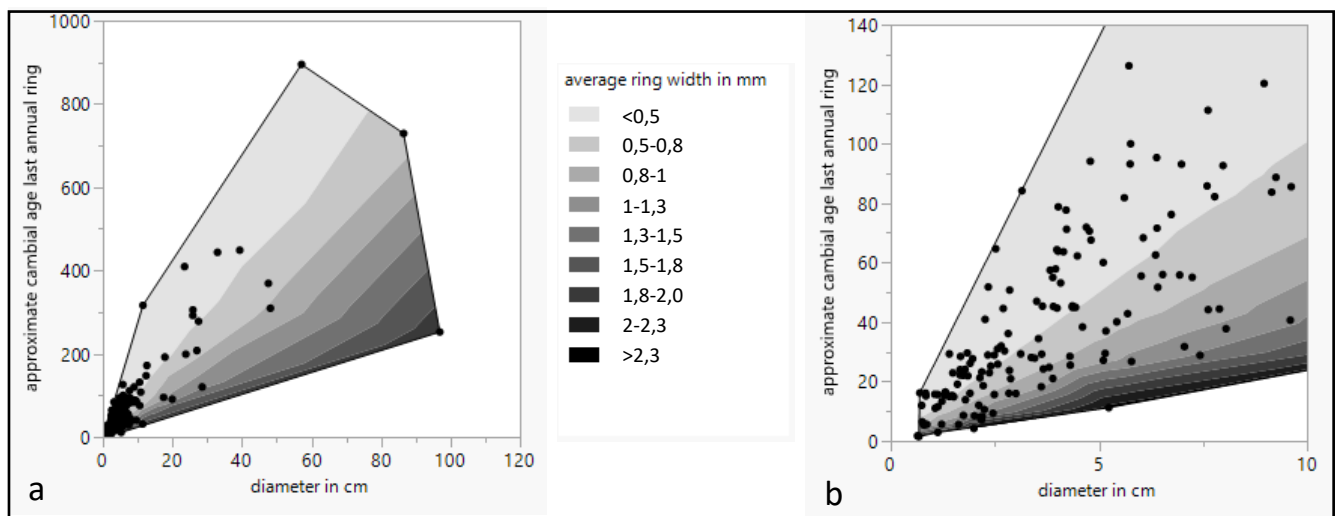 1000
800
600
400
200
0
0 20 40 60 80 100 120
approximate cambial age last annual ring
diameter in cm
a
average ring width in mm
<0,5
0,5-0,8
0,8-1
1-1,3
1,3-1,5
1,5-1,8
1,8-2,0
2-2,3
>2,3
140
120
100
80
60
40
20
0
0 5 10
approximate cambial age last annual ring
diameter in cm
b